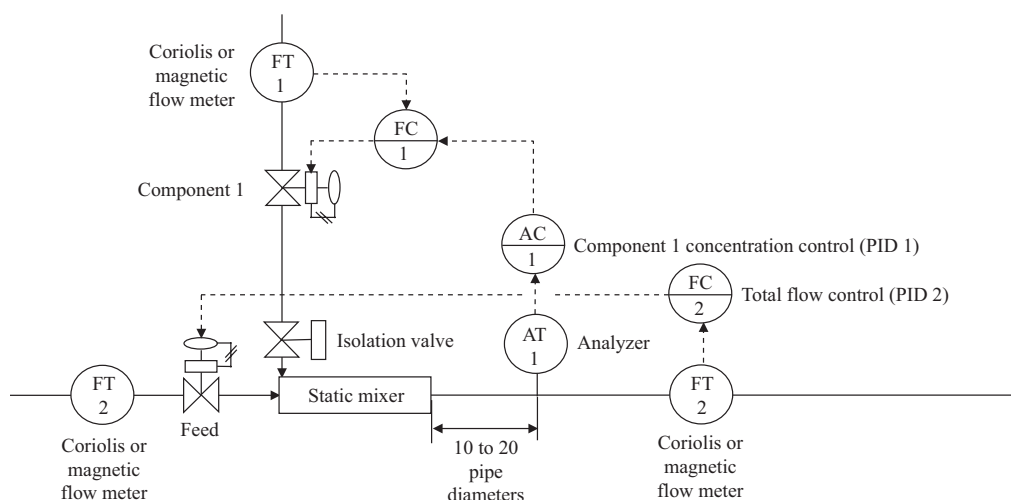 Coriolis or
magnetic
flow meter
FT
1
FC
1
Component 1
AC
1
Component 1 concentration control (PID 1)
FC
2
Total flow control (PID 2)
Isolation valve
AT
1
Analyzer
FT
2
Coriolis or
magnetic
flow meter
Feed
Static mixer
10 to 20
pipe
diameters
FT
2
Coriolis or
magnetic
flow meter